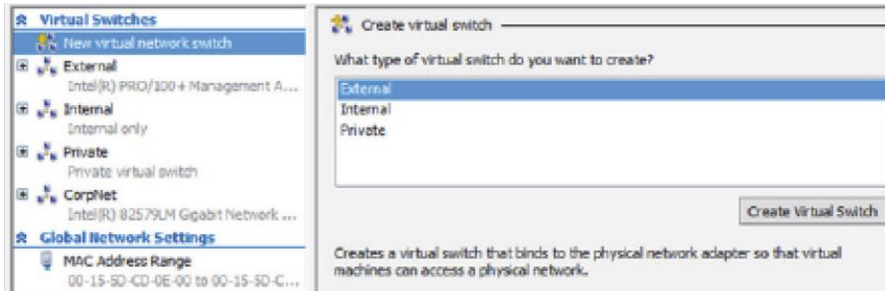 Virtual Switches
New virtual network switch
External
Intel(R) PRO/100+ Management A...
Internal
Internal only
Private
Private virtual switch
CorpNet
Intel(R) 82579LM Gigabit Network ...
Global Network Settings
MAC Address Range
00-15-5D-CD-0E-00 to 00-15-5D-C...
Create virtual switch
What type of virtual switch do you want to create?
External
Internal
Private
Create Virtual Switch
Creates a virtual switch that binds to the physical network adapter so that virtual
machines can access a physical network.